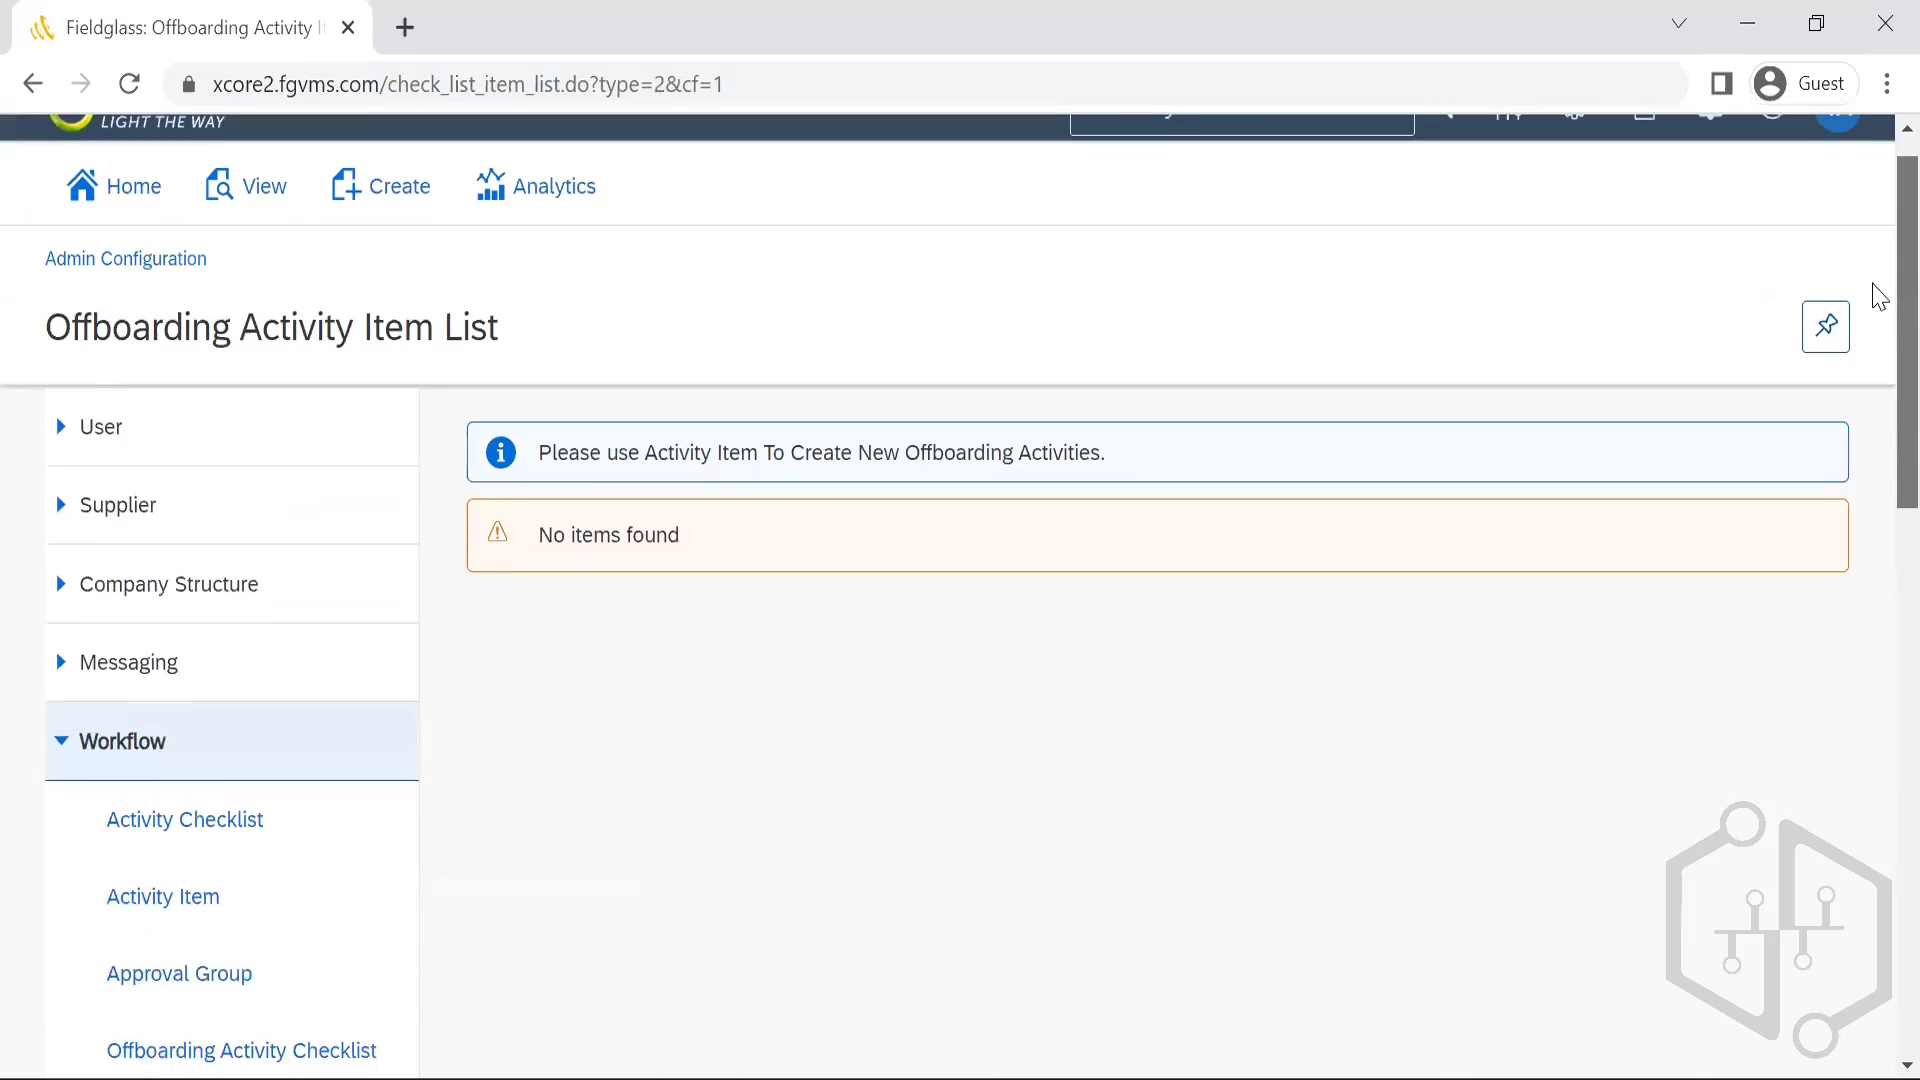 Fieldglass: Offboarding Activity It
xcore2.fgvms.com/check_list_item_list.do?type=2&cf=1
Guest
LIGHT THE WAY
Home
View
Create
Analytics
Admin Configuration
Offboarding Activity Item List
User
Please use Activity Item To Create New Offboarding Activities.
Supplier
No items found
Company Structure
Messaging
Workflow
Activity Checklist
Activity Item
Approval Group
Offboarding Activity Checklist